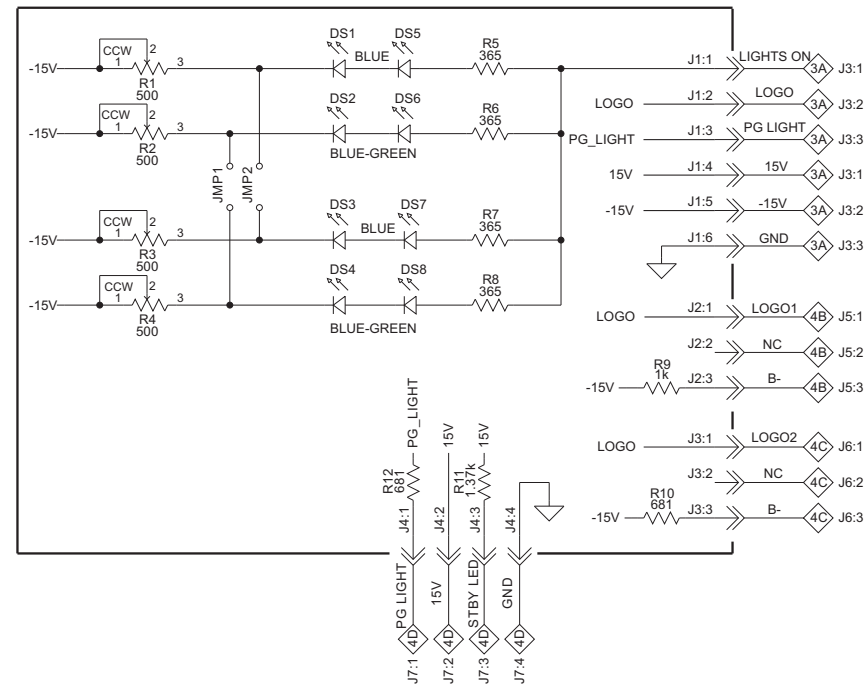 DS1
DS5
CCW
2
BLUE
R5
365
-15V
1
3
R1
500
J1:1
LIGHTS ON
3A
J3:1
DS2
DS6
R6
365
LOGO
J1:2
LOGO
3A
J3:2
CCW
2
-15V
1
3
R2
500
BLUE-GREEN
PG_LIGHT
J1:3
PG LIGHT
3A
J3:3
JMP1
JMP2
15V
J1:4
15V
3A
J3:1
-15V
J1:5
-15V
3A
J3:2
DS3
DS7
R7
365
CCW
2
BLUE
-15V
1
3
R3
500
J1:6
GND
3A
J3:3
DS4
DS8
R8
365
CCW
2
-15V
1
3
R4
500
BLUE-GREEN
LOGO
J2:1
LOGO1
4B
J5:1
J2:2
NC
4B
J5:2
R9
1k
-15V
J2:3
B-
4B
J5:3
LOGO
J3:1
LOGO2
4C
J6:1
J3:2
NC
4C
J6:2
R10
681
-15V
J3:3
B-
4C
J6:3
PG_LIGHT
15V
15V
R12
681
R11
1.37k
J4:1
J4:2
J4:3
J4:4
PG LIGHT
15V
STBY LED
GND
4D
4D
4D
4D
J7:1
J7:2
J7:3
J7:4